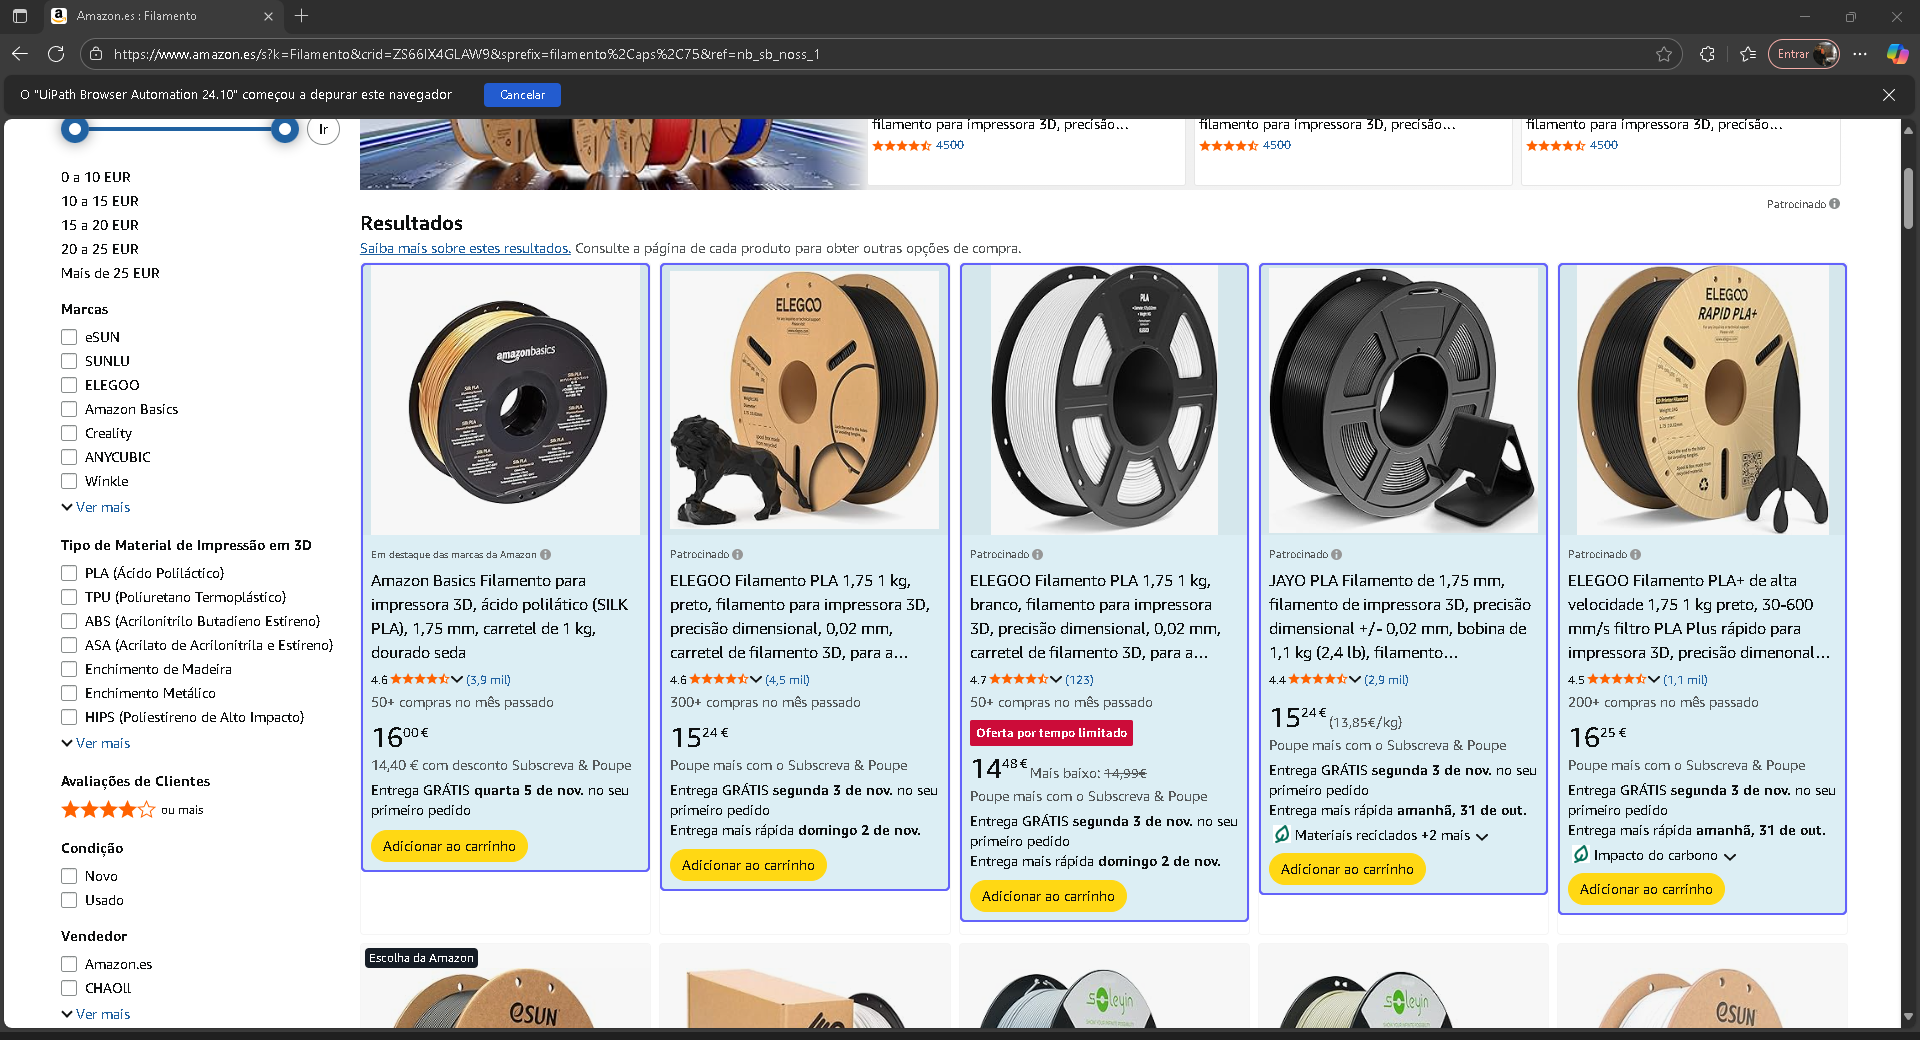 Amazon.es : Filamento
https://www.amazon.es/s?k=Filamento&crid=ZS66IX4GLAW9&sprefix=filamento%2Caps%2C75&ref=nb_sb_noss_1
Entrar
O "UiPath Browser Automation 24.10" começou a depurar este navegador
Cancelar
Ir
0 a 10 EUR
10 a 15 EUR
15 a 20 EUR
20 a 25 EUR
Mais de 25 EUR
Marcas
eSUN
SUNLU
ELEGOO
Amazon Basics
Creality
ANYCUBIC
Winkle
Ver mais
Tipo de Material de Impressão em 3D
PLA (Ácido Poliláctico)
TPU (Poliuretano Termoplástico)
ABS (Acrilonitrilo Butadieno Estireno)
ASA (Acrilato de Acrilonitrila e Estireno)
Enchimento de Madeira
Enchimento Metálico
HIPS (Poliestireno de Alto Impacto)
Ver mais
Avaliações de Clientes
ou mais
Condição
Novo
Usado
Vendedor
Amazon.es
CHAOll
Ver mais
filamento para impressora 3D, precisão...
4500
filamento para impressora 3D, precisão...
4500
filamento para impressora 3D, precisão...
4500
Patrocinado
Resultados
Saiba mais sobre estes resultados. Consulte a página de cada produto para obter outras opções de compra.
amazonbasics
Em destaque das marcas da Amazon
Amazon Basics Filamento para
impressora 3D, ácido polilático (SILK
PLA), 1,75 mm, carretel de 1 kg,
dourado seda
4.6 (3,9 mil)
50+ compras no mês passado
16,00 €
14,40 € com desconto Subscreva & Poupe
Entrega GRÁTIS quarta 5 de nov. no seu
primeiro pedido
Adicionar ao carrinho
ELEGOO
Patrocinado
ELEGOO Filamento PLA 1,75 1 kg,
preto, filamento para impressora 3D,
precisão dimensional, 0,02 mm,
carretel de filamento 3D, para a...
4.6 (4,5 mil)
300+ compras no mês passado
15,24 €
Poupe mais com o Subscreva & Poupe
Entrega GRÁTIS segunda 3 de nov. no seu
primeiro pedido
Entrega mais rápida domingo 2 de nov.
Adicionar ao carrinho
PLA
Patrocinado
ELEGOO Filamento PLA 1,75 1 kg,
branco, filamento para impressora
3D, precisão dimensional, 0,02 mm,
carretel de filamento 3D, para a...
4.7 (123)
50+ compras no mês passado
Oferta por tempo limitado
14,48 € Mais baixo: 14,99€
Poupe mais com o Subscreva & Poupe
Entrega GRÁTIS segunda 3 de nov. no seu
primeiro pedido
Entrega mais rápida domingo 2 de nov.
Adicionar ao carrinho
Patrocinado
JAYO PLA Filamento de 1,75 mm,
filamento de impressora 3D, precisão
dimensional +/- 0,02 mm, bobina de
1,1 kg (2,4 lb), filamento...
4.4 (2,9 mil)
15,24 € (13,85€/kg)
Poupe mais com o Subscreva & Poupe
Entrega GRÁTIS segunda 3 de nov. no seu
primeiro pedido
Entrega mais rápida amanhã, 31 de out.
Materiais reciclados +2 mais
Adicionar ao carrinho
ELEGOO
RAPID PLA+
Patrocinado
ELEGOO Filamento PLA+ de alta
velocidade 1,75 1 kg preto, 30-600
mm/s filtro PLA Plus rápido para
impressora 3D, precisão dimenonal...
4.5 (1,1 mil)
200+ compras no mês passado
16,25 €
Poupe mais com o Subscreva & Poupe
Entrega GRÁTIS segunda 3 de nov. no seu
primeiro pedido
Entrega mais rápida amanhã, 31 de out.
Impacto do carbono
Adicionar ao carrinho
Escolha da Amazon
eSUN
Soleyin
Soleyin
eSUN